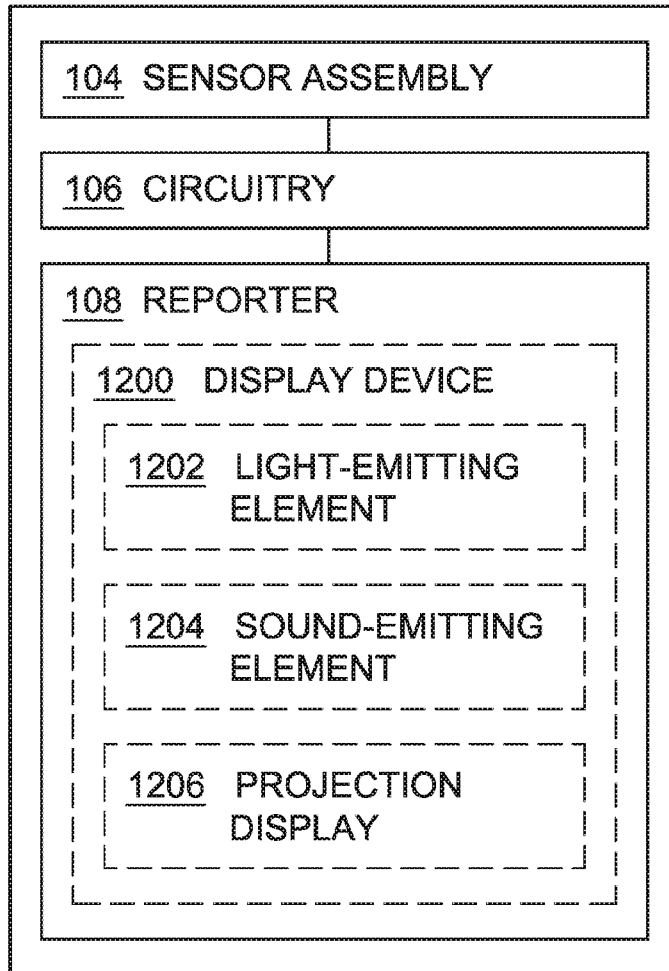 104 SENSOR ASSEMBLY
106 CIRCUITRY
108 REPORTER
1200 DISPLAY DEVICE
1202 LIGHT-EMITTING
ELEMENT
1204 SOUND-EMITTING
ELEMENT
1206 PROJECTION
DISPLAY